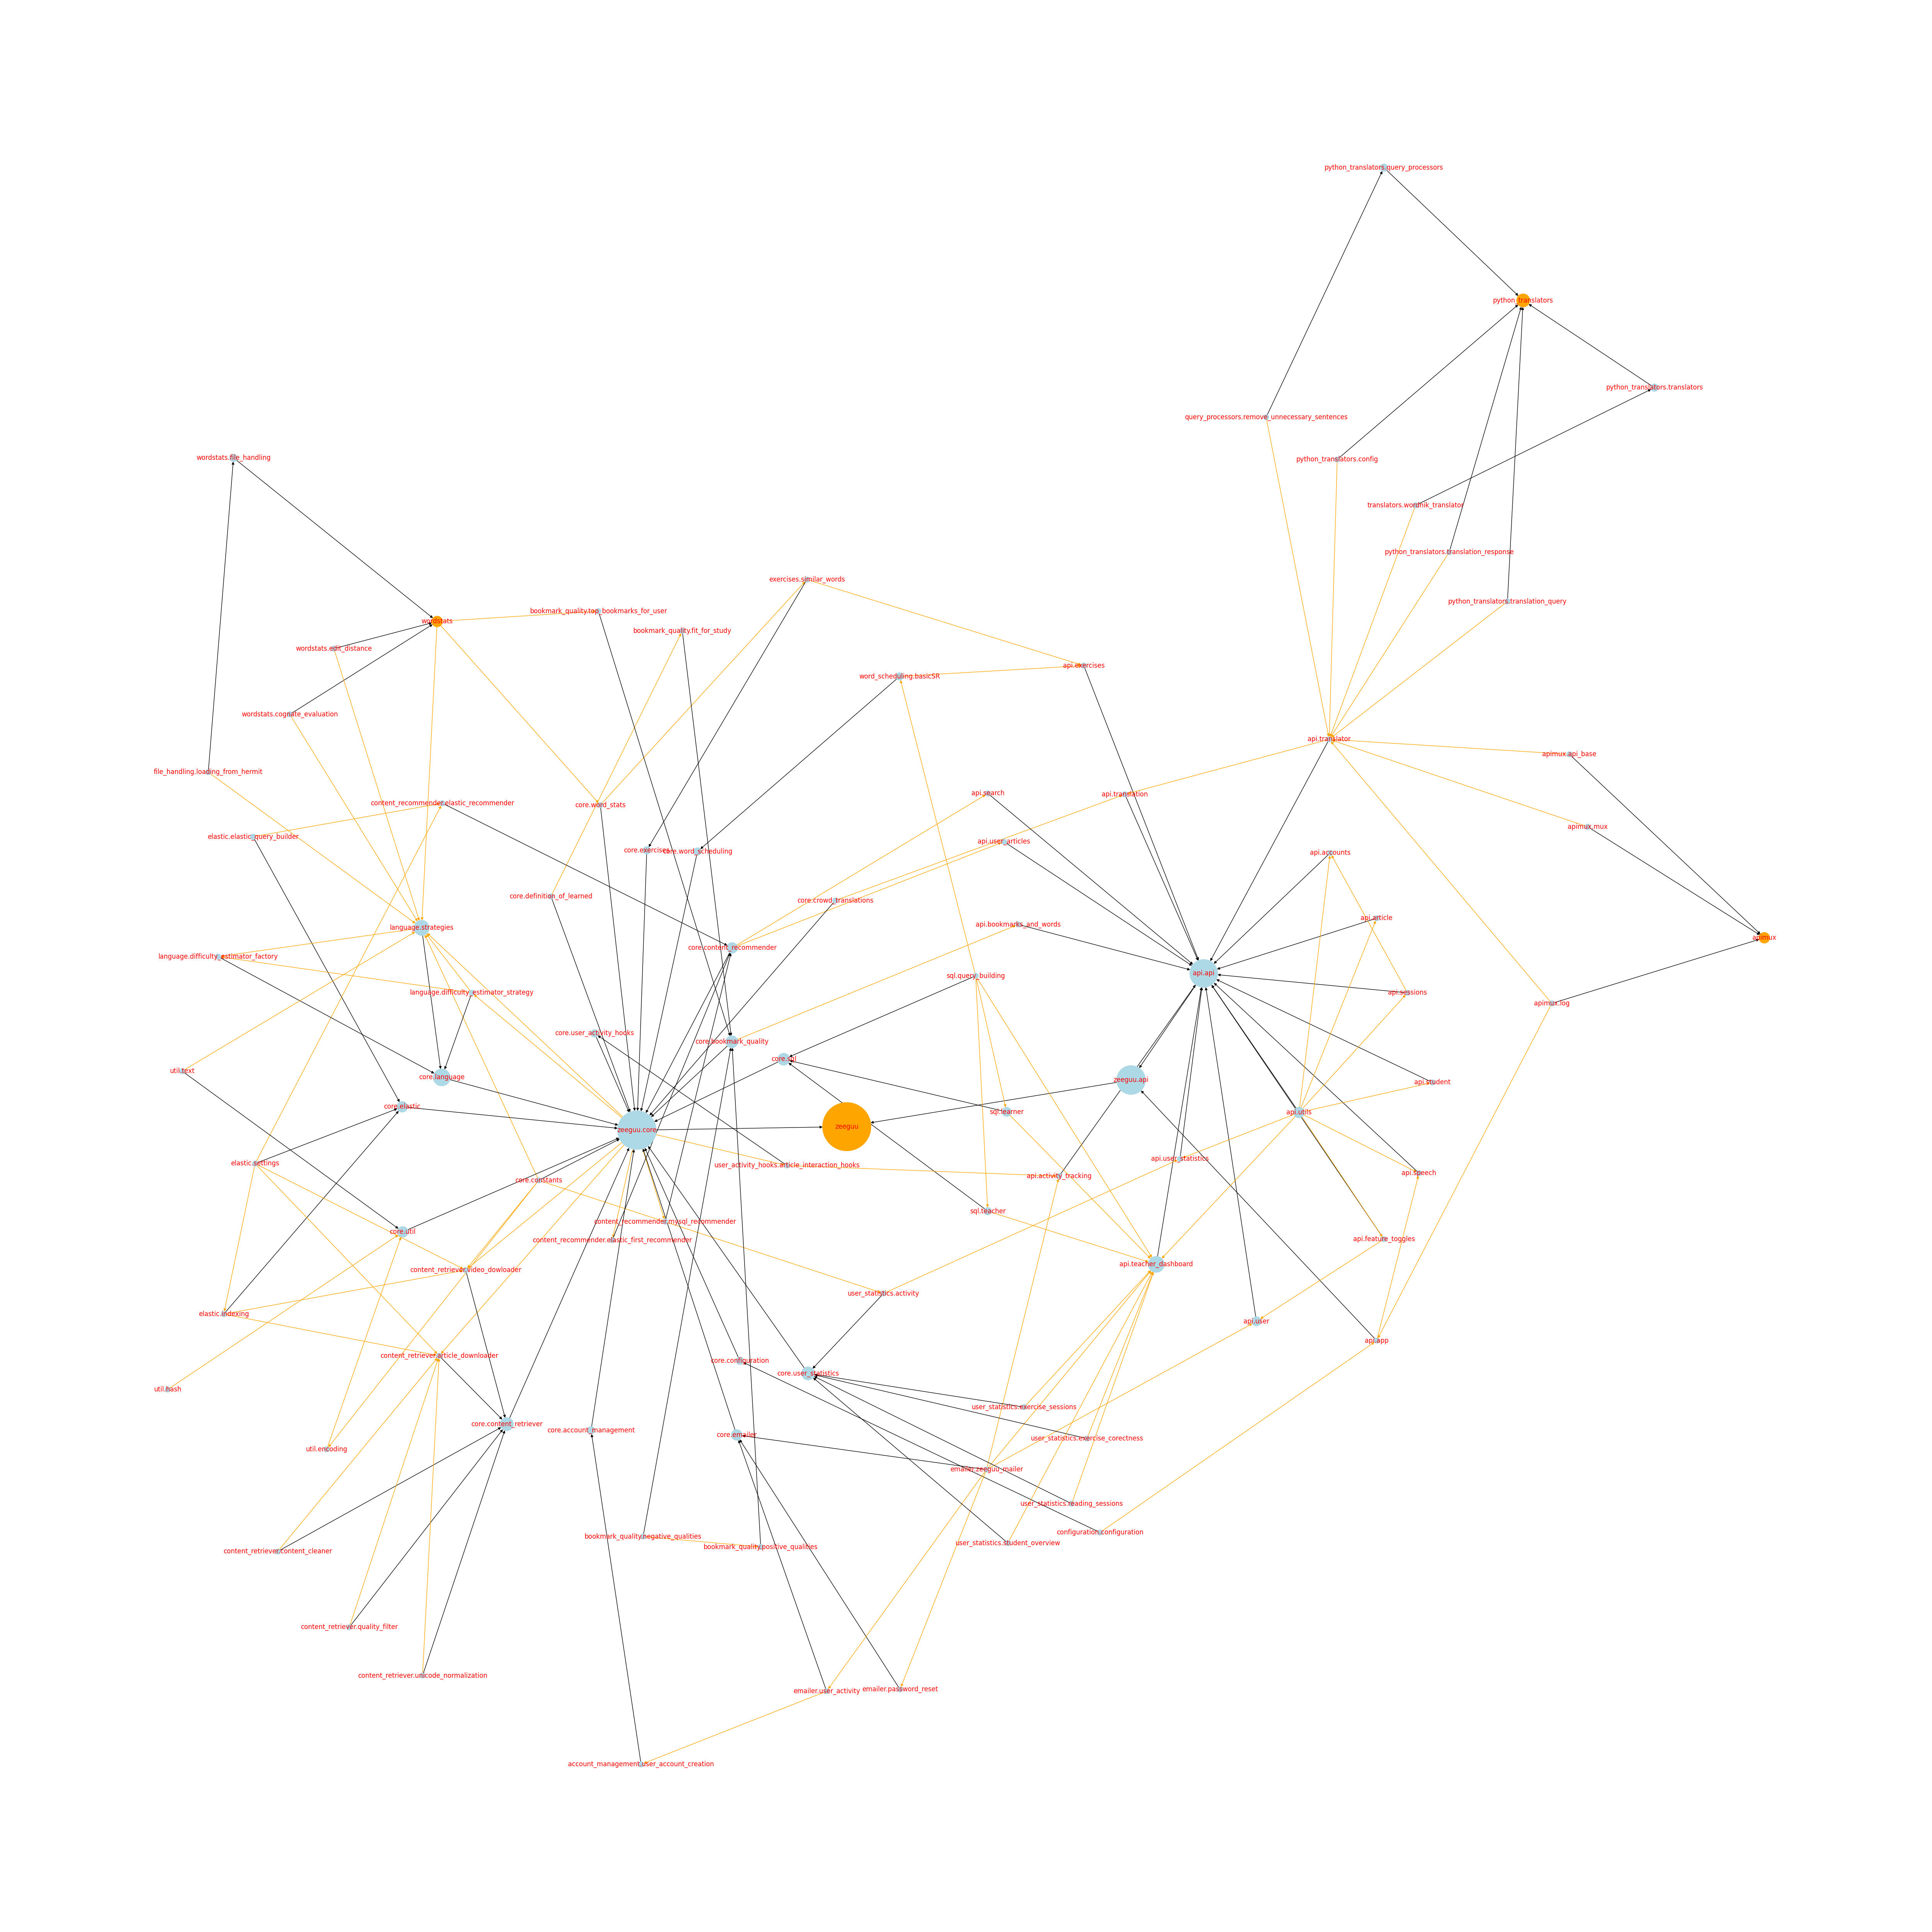 python_translators.query_processors
python_translators
python_translators.translators
query_processors.remove_unnecessary_sentences
wordstats.file_handling
python_translators.config
translators.wordnik_translator
python_translators.translation_response
exercises.similar_words
python_translators.translation_query
bookmark_quality.top_bookmarks_for_user
wordstats
bookmark_quality.fit_for_study
wordstats.edit_distance
api.exercises
word_scheduling.basicSR
wordstats.cognate_evaluation
api.translator
apimux.api_base
file_handling.loading_from_hermit
api.search
api.translation
content_recommender.elastic_recommender
core.word_stats
apimux.mux
elastic.elastic_query_builder
api.user_articles
core.exercises
core.word_scheduling
api.accounts
core.definition_of_learned
core.crowd_translations
api.article
api.bookmarks_and_words
language.strategies
apimux
core.content_recommender
language.difficulty_estimator_factory
api.api
sql.query_building
language.difficulty_estimator_strategy
api.sessions
apimux.log
core.user_activity_hooks
core.bookmark_quality
core.sql
util.text
core.language
zeeguu.api
api.student
core.elastic
sql.learner
api.utils
zeeguu.core
zeeguu
api.user_statistics
elastic.settings
user_activity_hooks.article_interaction_hooks
api.speech
api.activity_tracking
core.constants
sql.teacher
content_recommender.mysql_recommender
core.util
content_recommender.elastic_first_recommender
api.feature_toggles
api.teacher_dashboard
content_retriever.video_dowloader
user_statistics.activity
elastic.indexing
api.user
api.app
content_retriever.article_downloader
core.configuration
core.user_statistics
util.hash
user_statistics.exercise_sessions
core.content_retriever
core.account_management
core.emailer
user_statistics.exercise_corectness
util.encoding
emailer.zeeguu_mailer
user_statistics.reading_sessions
configuration.configuration
bookmark_quality.negative_qualities
user_statistics.student_overview
bookmark_quality.positive_qualities
content_retriever.content_cleaner
content_retriever.quality_filter
content_retriever.unicode_normalization
emailer.user_activity
emailer.password_reset
account_management.user_account_creation